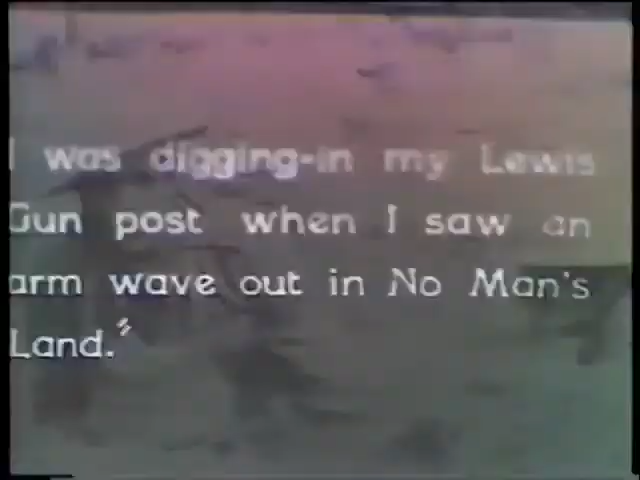 I was digging-in my Lewis
Gun post when I saw an
arm wave out in No Man's
Land."